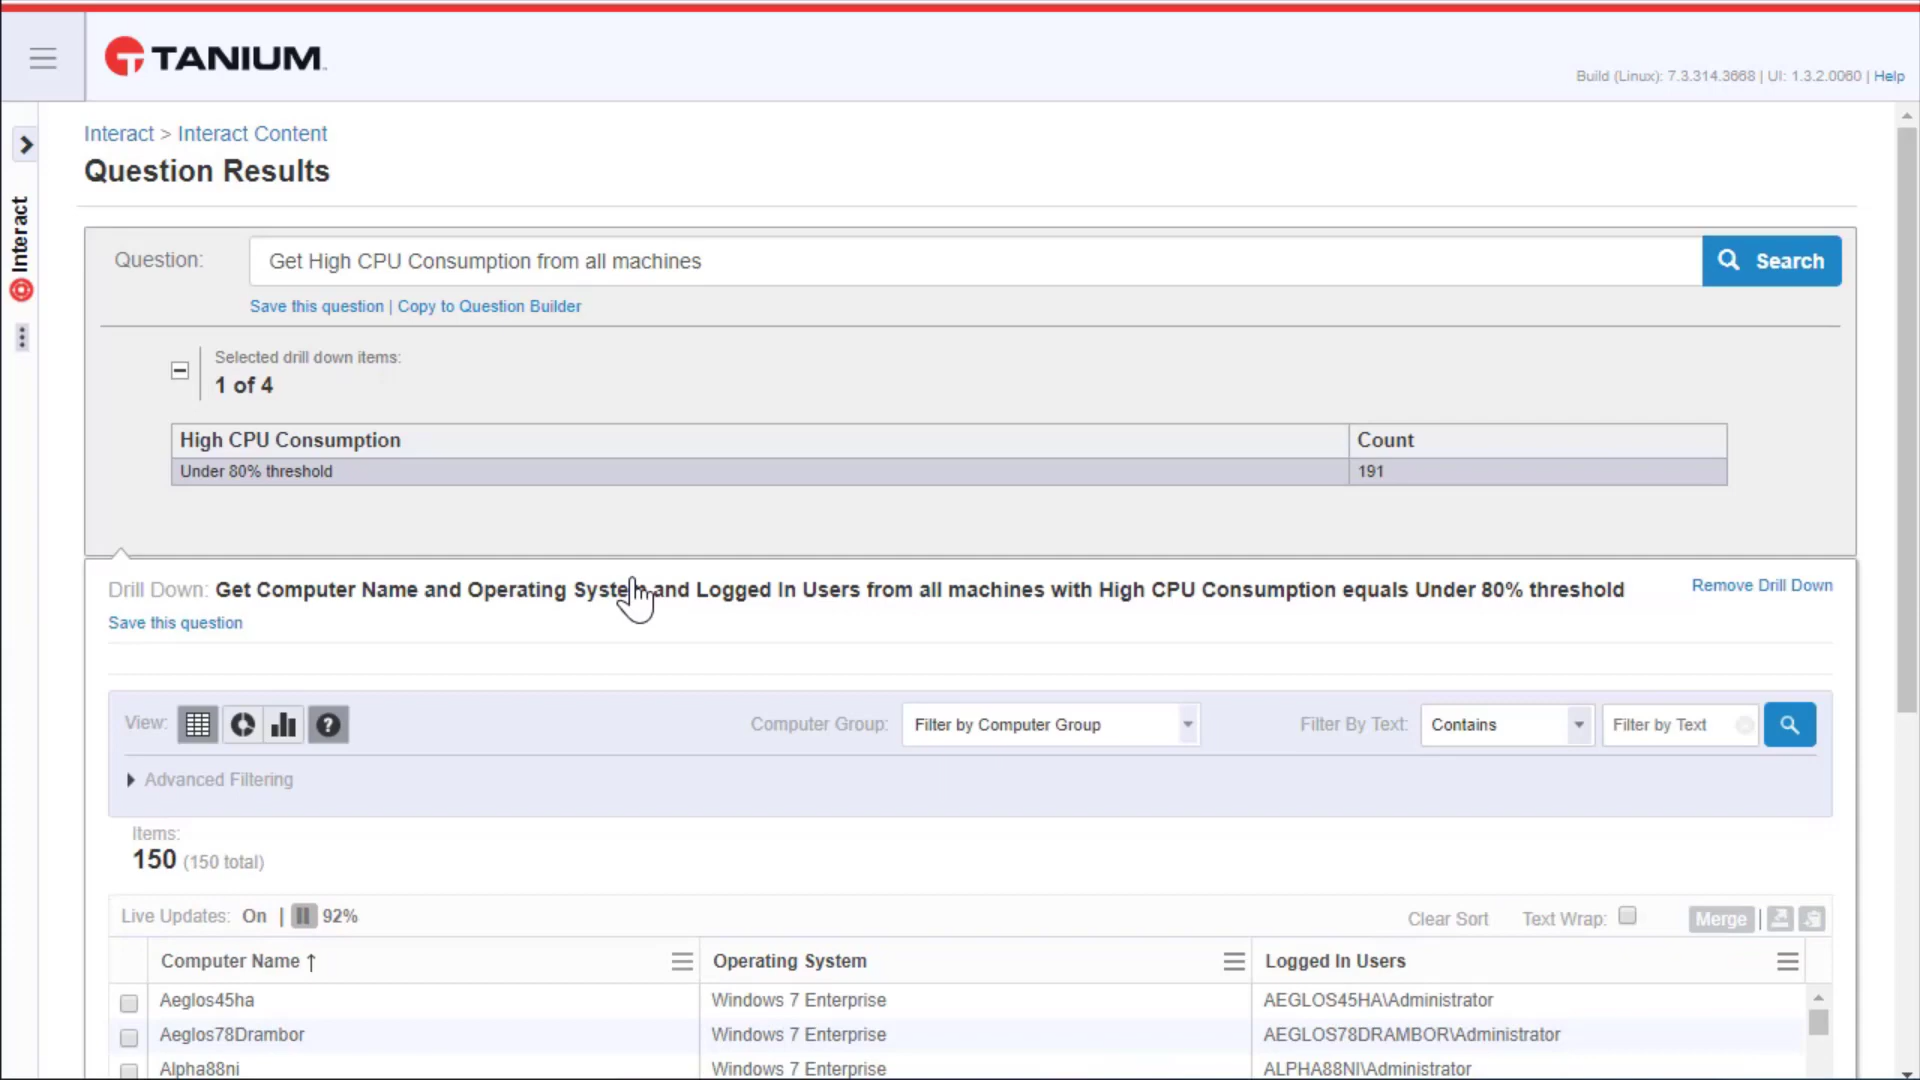 TANIUM
Build (Linux): 7.3.314.3668 | UI: 1.3.2.0060 | Help
Interact > Interact Content
Question Results
Interact
Question:
Get High CPU Consumption from all machines
Search
Save this question | Copy to Question Builder
Selected drill down items:
1 of 4
High CPU Consumption Count
Under 80% threshold 191
Drill Down: Get Computer Name and Operating System and Logged In Users from all machines with High CPU Consumption equals Under 80% threshold
Remove Drill Down
Save this question
View:
Computer Group: Filter by Computer Group
Filter By Text: Contains Filter by Text
Advanced Filtering
Items:
150 (150 total)
Live Updates: On | 92%
Clear Sort Text Wrap: Merge |
Computer Name ↑ Operating System Logged In Users
Aeglos45ha Windows 7 Enterprise AEGLOS45HA\Administrator
Aeglos78Drambor Windows 7 Enterprise AEGLOS78DRAMBOR\Administrator
Alpha88ni Windows 7 Enterprise ALPHA88NI\Administrator